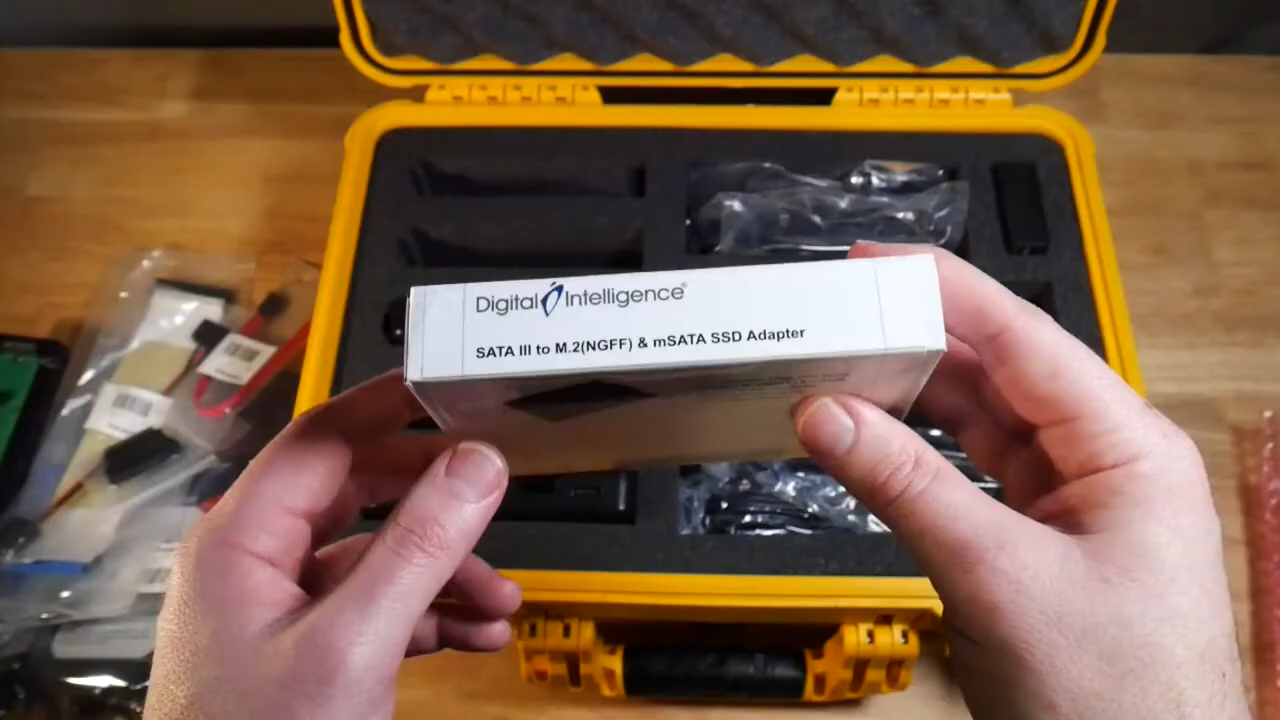 Digital Intelligence®
SATA III to M.2(NGFF) & mSATA SSD Adapter